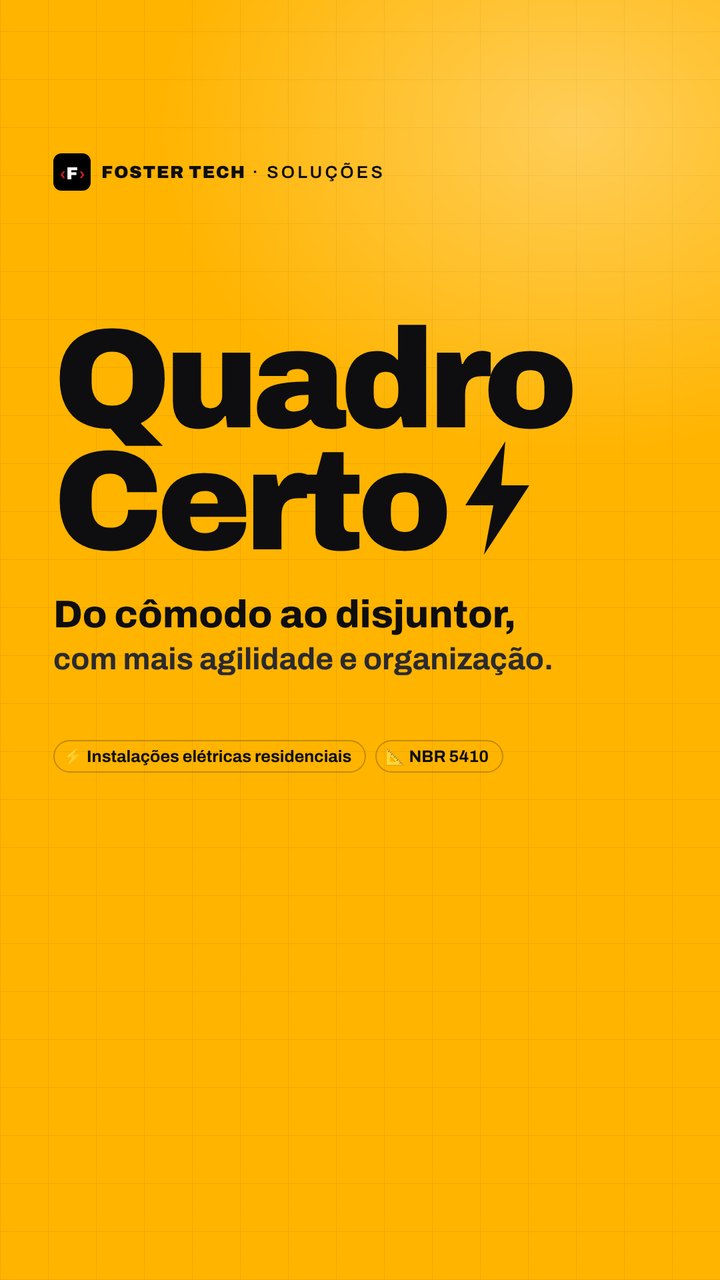 ‹F› FOSTER TECH · SOLUÇÕES
Quadro
Certo
Do cômodo ao disjuntor,
com mais agilidade e organização.
⚡ Instalações elétricas residenciais 📐 NBR 5410